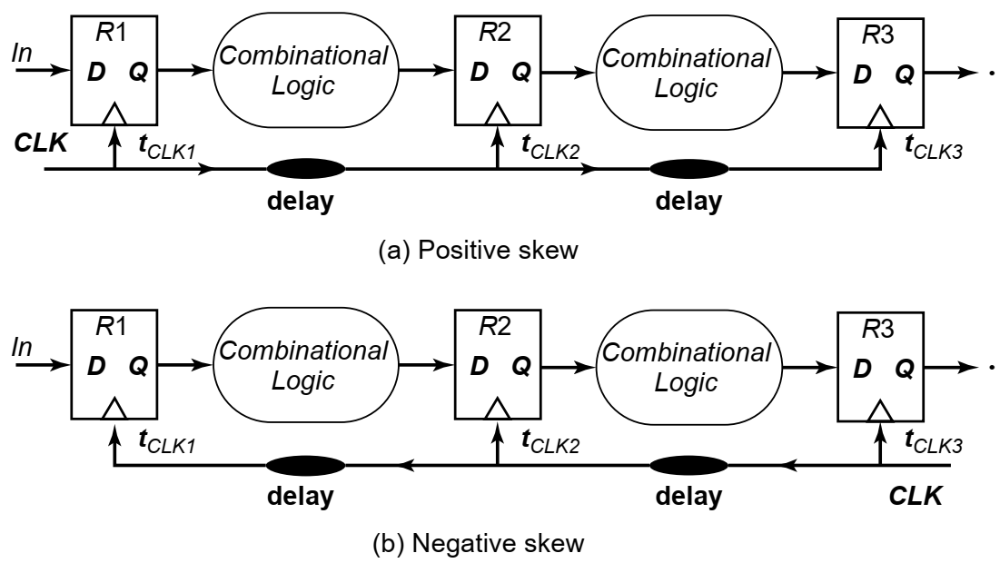 R1
R2
R3
In
D Q
Combinational
Logic
D Q
Combinational
Logic
D Q
CLK
tCLK1
tCLK2
tCLK3
delay
delay
(a) Positive skew
R1
R2
R3
In
D Q
Combinational
Logic
D Q
Combinational
Logic
D Q
tCLK1
tCLK2
tCLK3
delay
delay
CLK
(b) Negative skew